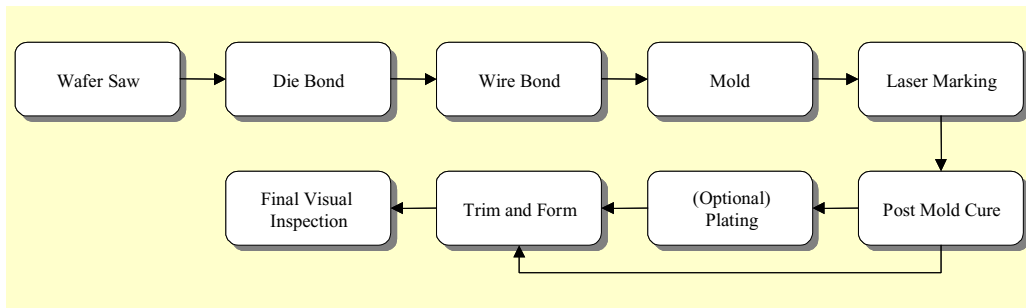 Wafer Saw
Die Bond
Wire Bond
Mold
Laser Marking
Final Visual
Inspection
Trim and Form
(Optional)
Plating
Post Mold Cure